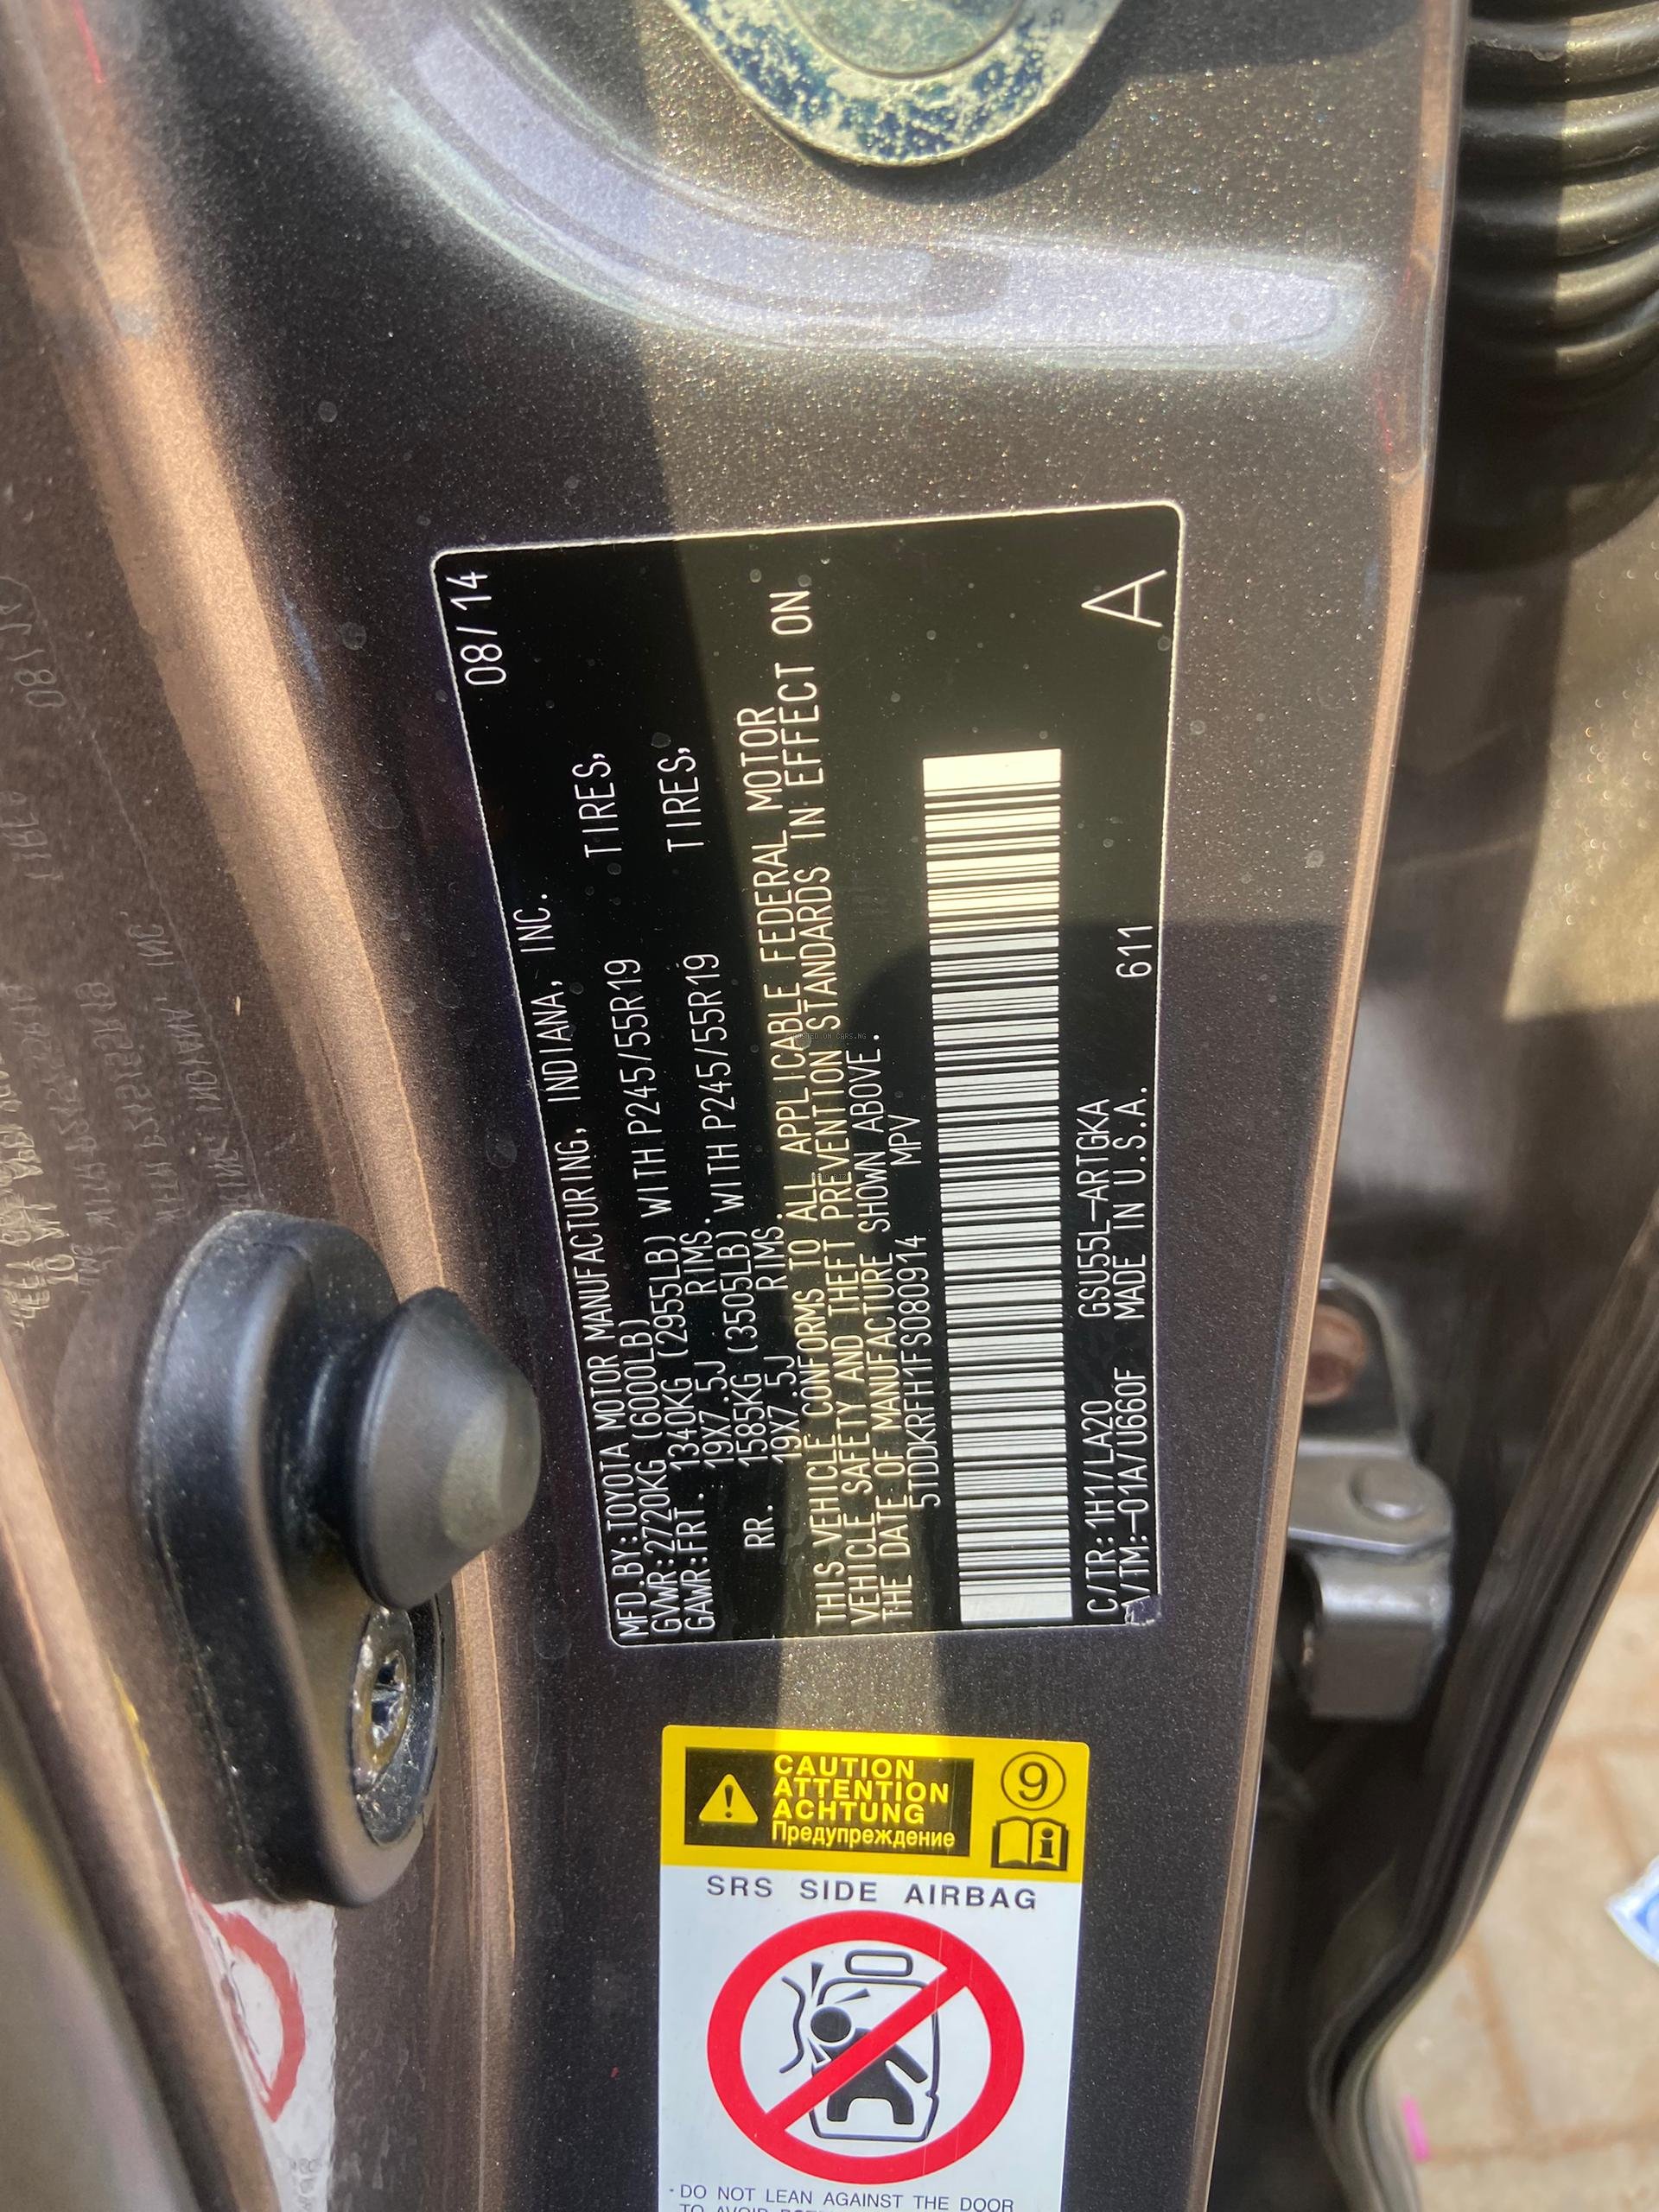 08/14
MFD.BY:TOYOTA MOTOR MANUFACTURING, INDIANA, INC.
GVWR:2720KG (6000LB)
GAWR:FRT. 1340KG (2955LB) WITH P245/55R19 TIRES,
19X7.5J RIMS.
RR. 1585KG (3505LB) WITH P245/55R19 TIRES,
19X7.5J RIMS.
THIS VEHICLE CONFORMS TO ALL APPLICABLE FEDERAL MOTOR
VEHICLE SAFETY AND THEFT PREVENTION STANDARDS IN EFFECT ON
THE DATE OF MANUFACTURE SHOWN ABOVE.
5TDDKRFH1FS080914 MPV
C/TR:1H1/LA20 GSU55L-ARTGKA
A/TM:-01A/U660F MADE IN U.S.A. 611
A
CAUTION
ATTENTION
ACHTUNG
Предупреждение
9
SRS SIDE AIRBAG
- DO NOT LEAN AGAINST THE DOOR